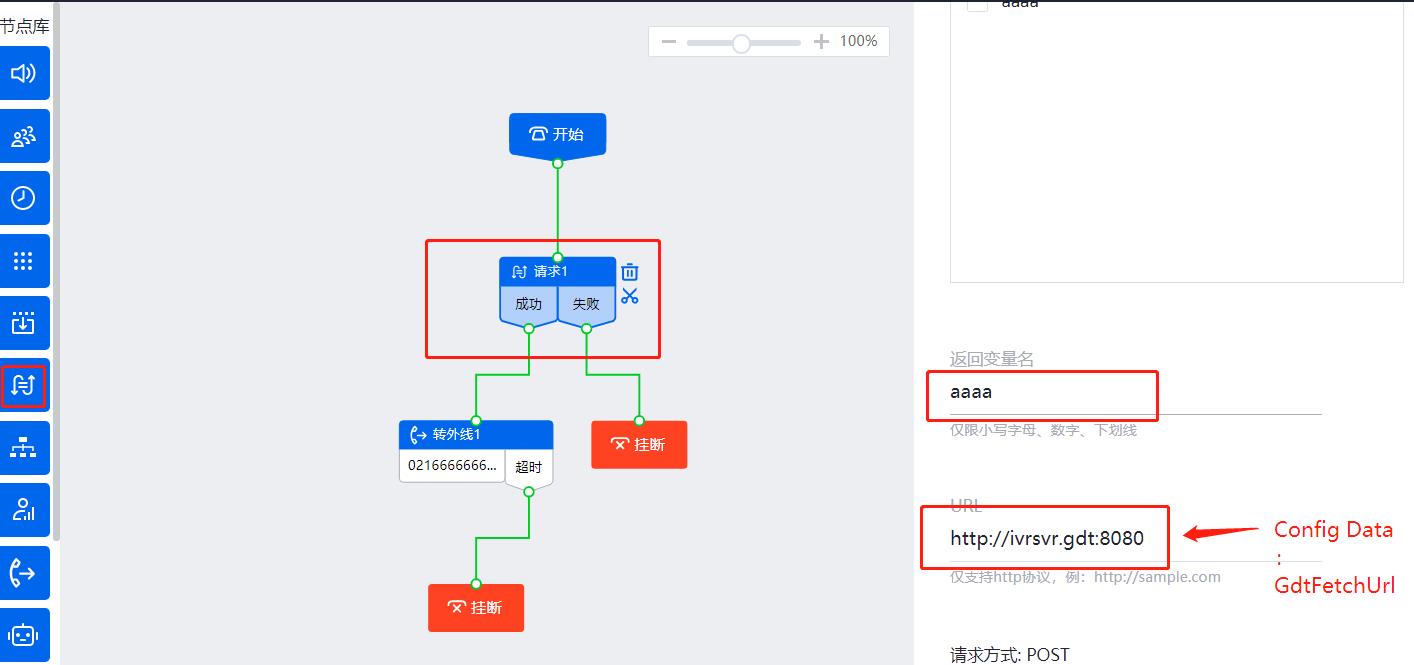 节点库
100%
开始
请求1
成功
失败
转外线1
0216666666...
超时
挂断
挂断
aaaa
返回变量名
aaaa
仅限小写字母、数字、下划线
URL
http://ivrsvr.gdt:8080
仅支持http协议，例：http://sample.com
请求方式: POST
Config Data
:
GdtFetchUrl